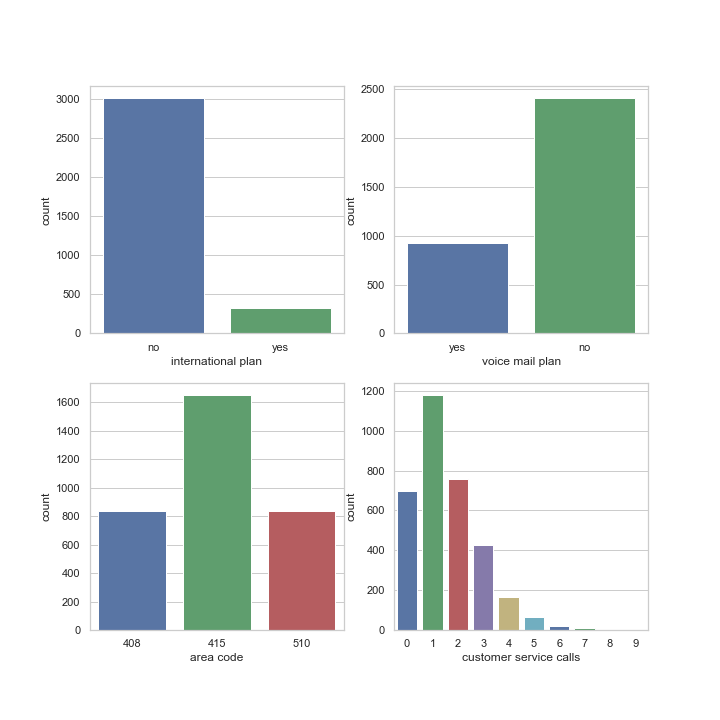 3000
2500
2000
1500
1000
500
0
count
no yes
international plan
2500
2000
1500
1000
500
0
count
yes no
voice mail plan
1600
1400
1200
1000
800
600
400
200
0
count
408 415 510
area code
1200
1000
800
600
400
200
0
count
0 1 2 3 4 5 6 7 8 9
customer service calls